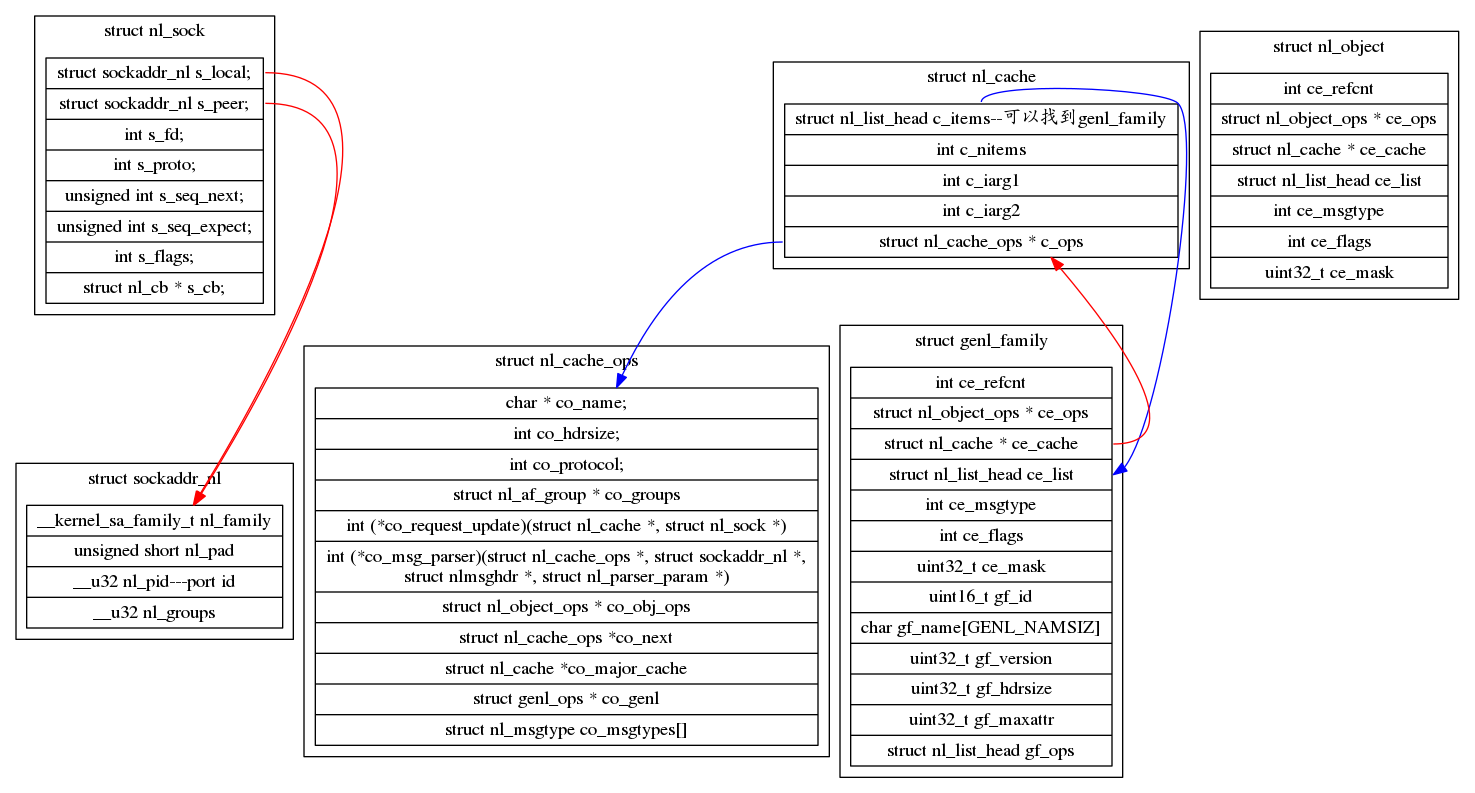 struct nl_sock
struct sockaddr_nl s_local;
struct sockaddr_nl s_peer;
int s_fd;
int s_proto;
unsigned int s_seq_next;
unsigned int s_seq_expect;
int s_flags;
struct nl_cb * s_cb;
struct nl_cache
struct nl_list_head c_items--可以找到genl_family
int c_nitems
int c_iarg1
int c_iarg2
struct nl_cache_ops * c_ops
struct nl_object
int ce_refcnt
struct nl_object_ops * ce_ops
struct nl_cache * ce_cache
struct nl_list_head ce_list
int ce_msgtype
int ce_flags
uint32_t ce_mask
struct sockaddr_nl
__kernel_sa_family_t nl_family
unsigned short nl_pad
__u32 nl_pid---port id
__u32 nl_groups
struct nl_cache_ops
char * co_name;
int co_hdrsize;
int co_protocol;
struct nl_af_group * co_groups
int (*co_request_update)(struct nl_cache *, struct nl_sock *)
int (*co_msg_parser)(struct nl_cache_ops *, struct sockaddr_nl *,
struct nlmsghdr *, struct nl_parser_param *)
struct nl_object_ops * co_obj_ops
struct nl_cache_ops *co_next
struct nl_cache *co_major_cache
struct genl_ops * co_genl
struct nl_msgtype co_msgtypes[]
struct genl_family
int ce_refcnt
struct nl_object_ops * ce_ops
struct nl_cache * ce_cache
struct nl_list_head ce_list
int ce_msgtype
int ce_flags
uint32_t ce_mask
uint16_t gf_id
char gf_name[GENL_NAMSIZ]
uint32_t gf_version
uint32_t gf_hdrsize
uint32_t gf_maxattr
struct nl_list_head gf_ops